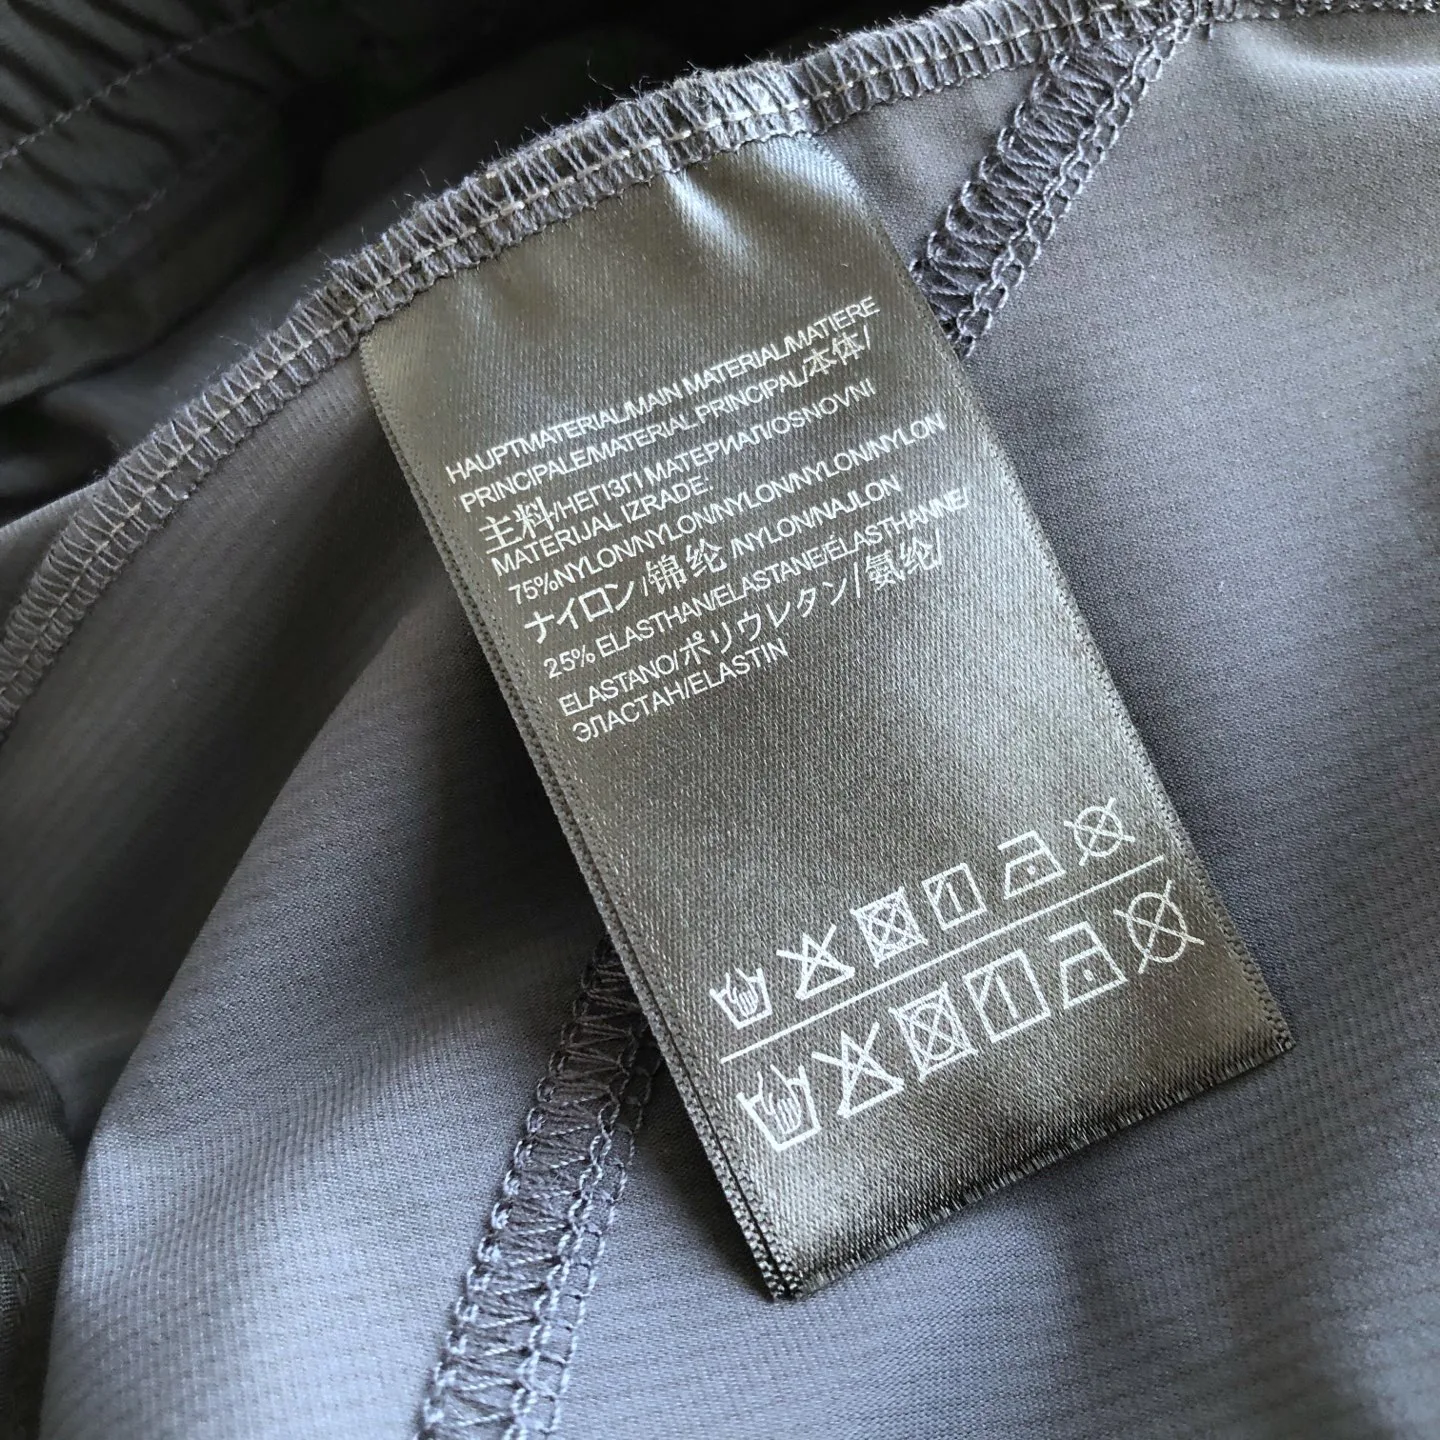 HAUPTMATERIAL/MAIN MATERIAL/MATIERE
PRINCIPALE/MATERIAL PRINCIPAL/本体/
主料/НЕПІЗП МАТЕРИАЛ/OSNOVNI
MATERIJAL IZRADE:
75%NYLON/NYLON/NYLON/NYLON/NYLON
ナイロン/锦纶 /NYLON/NAJLON
25% ELASTHAN/ELASTANE/ÉLASTHANNE/
ELASTANO/ポリウレタン/氨纶/
ЭЛАСТАН/ELASTIN